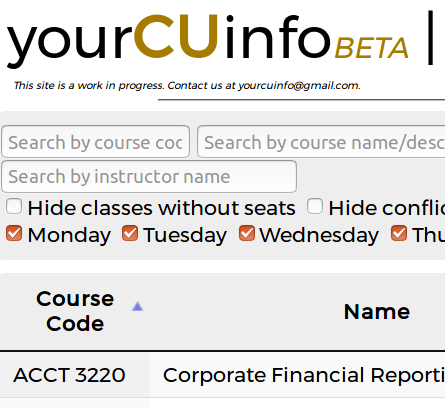 yourCUinfo BETA |
This site is a work in progress. Contact us at yourcuinfo@gmail.com.
Search by course coc Search by course name/desc
Search by instructor name
Hide classes without seats Hide conflic
Monday Tuesday Wednesday Thu
Course Code Name
ACCT 3220 Corporate Financial Reporti